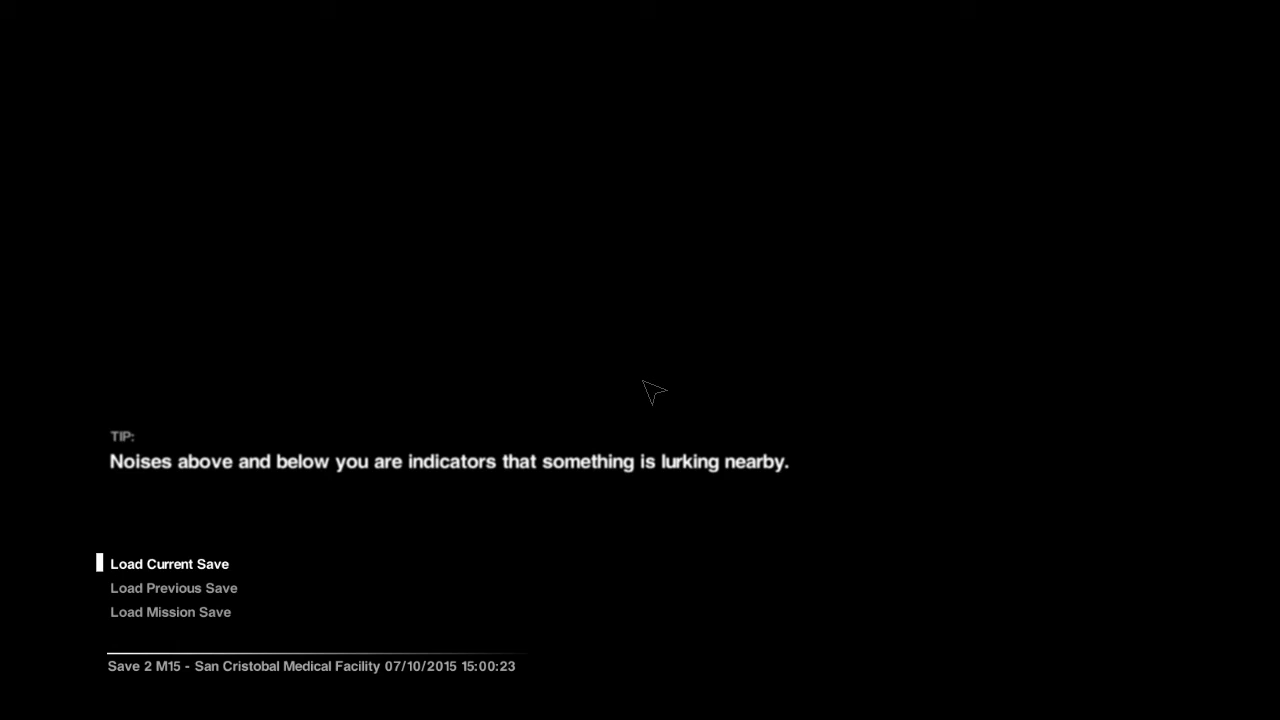 TIP:
Noises above and below you are indicators that something is lurking nearby.
Load Current Save
Load Previous Save
Load Mission Save
Save 2 M15 - San Cristobal Medical Facility 07/10/2015 15:00:23